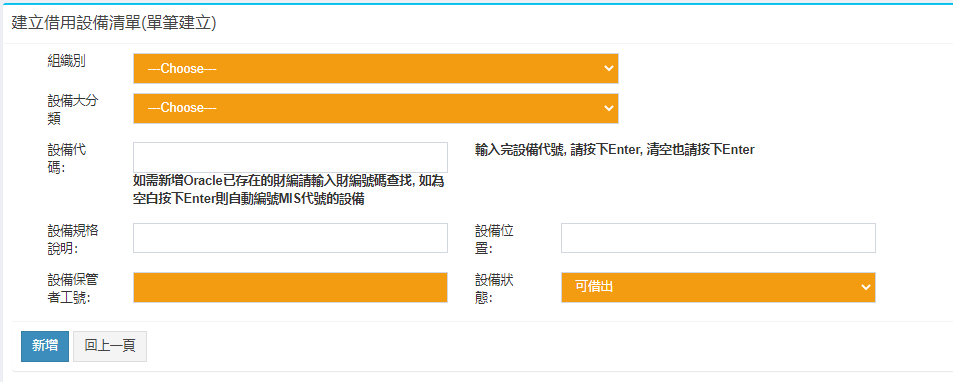 建立借用設備清單(單筆建立)
組織別
---Choose---
設備大分
類
---Choose---
設備代
碼:
輸入完設備代號, 請按下Enter, 清空也請按下Enter
如需新增Oracle已存在的財編請輸入財編號碼查找, 如為
空白按下Enter則自動編號MIS代號的設備
設備規格
說明:
設備位
置:
設備保管
者工號:
設備狀
態:
可借出
新增
回上一頁